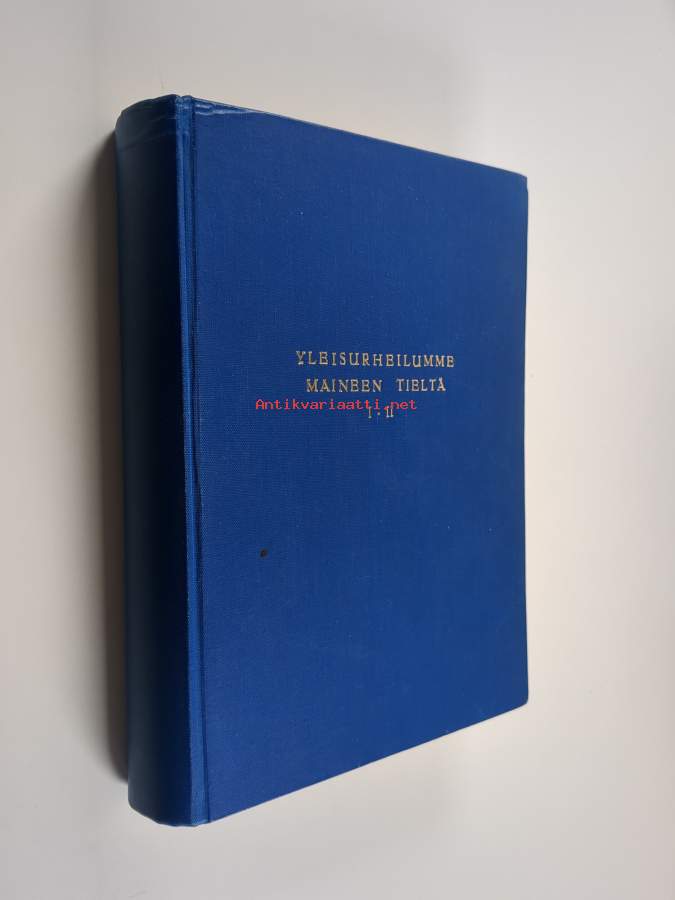 YLEISURHEILUMME
MAINEEN TIELTÄ
Antikvariaatti.net
I-II